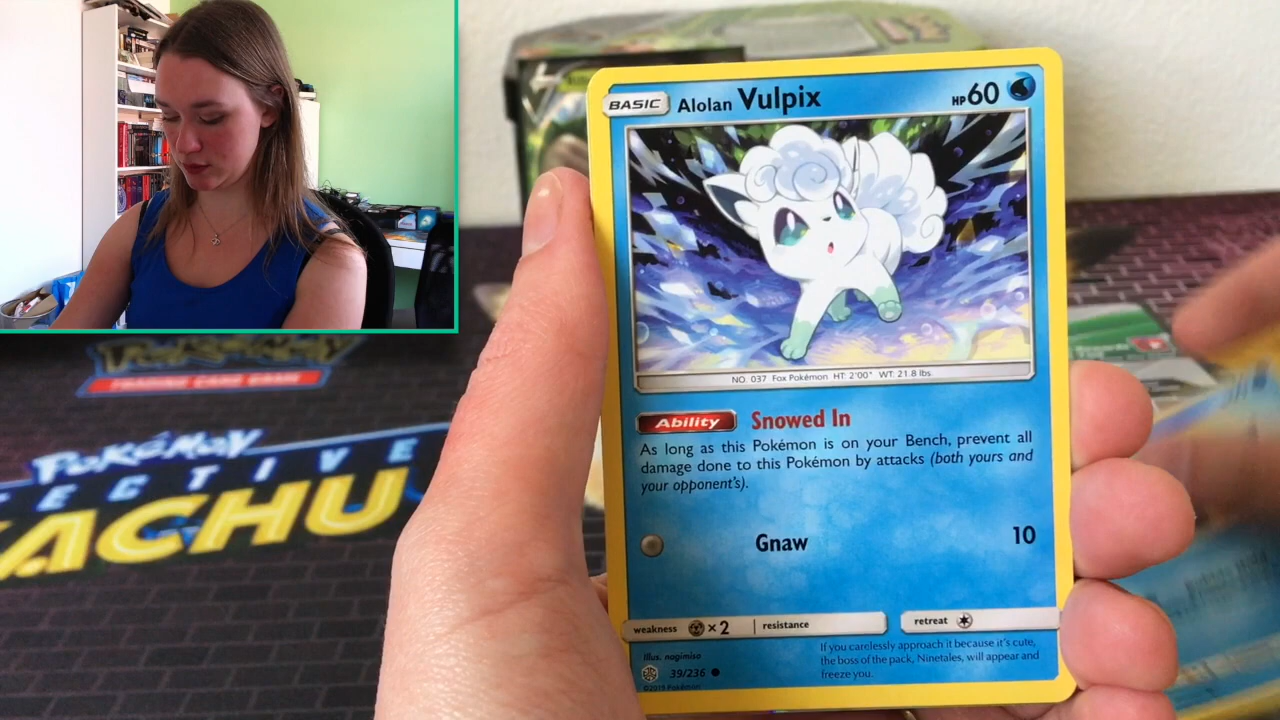 BASIC Alolan Vulpix HP 60
NO. 037 Fox Pokémon HT: 2'00" WT: 21.8 lbs.
Ability Snowed In
As long as this Pokémon is on your Bench, prevent all
damage done to this Pokémon by attacks (both yours and
your opponent's).
Gnaw 10
weakness ×2 resistance retreat
Illus. nagimiso
39/236
©2019 Pokémon
If you carelessly approach it because it's cute,
the boss of the pack, Ninetales, will appear and
freeze you.
Pokémon
TRADING CARD GAME
POKÉMON
ECTIVE
ACHU